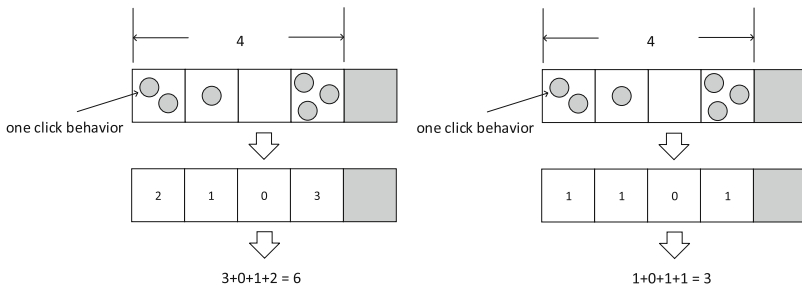 4
one click behavior
2 1 0 3
3+0+1+2 = 6
4
one click behavior
1 1 0 1
1+0+1+1 = 3